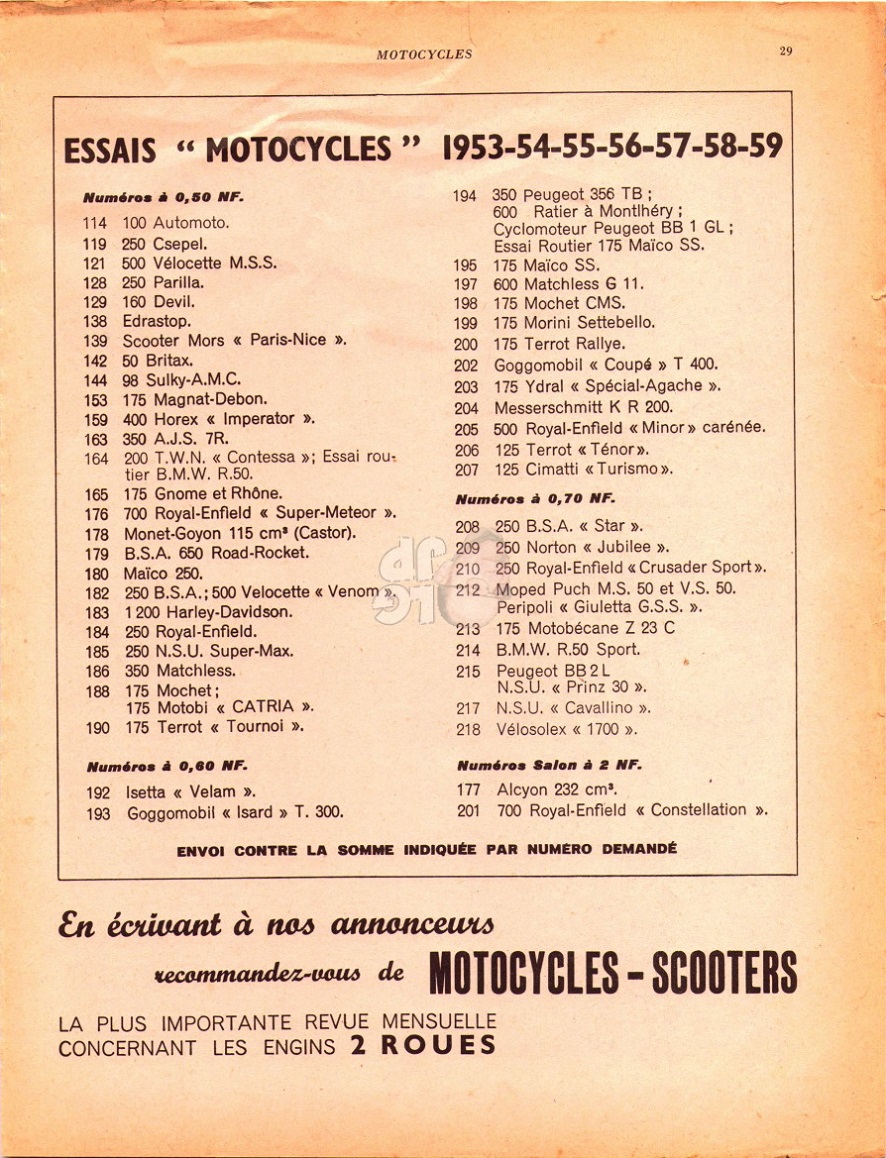 MOTOCYCLES
29
ESSAIS “ MOTOCYCLES ” 1953-54-55-56-57-58-59
Numéros à 0,50 NF.
114 100 Automoto.
119 250 Csepel.
121 500 Vélocette M.S.S.
128 250 Parilla.
129 160 Devil.
138 Edrastop.
139 Scooter Mors « Paris-Nice ».
142 50 Britax.
144 98 Sulky-A.M.C.
153 175 Magnat-Debon.
159 400 Horex « Imperator ».
163 350 A.J.S. 7R.
164 200 T.W.N. « Contessa »; Essai rou-
tier B.M.W. R.50.
165 175 Gnome et Rhône.
176 700 Royal-Enfield « Super-Meteor ».
178 Monet-Goyon 115 cm³ (Castor).
179 B.S.A. 650 Road-Rocket.
180 Maïco 250.
182 250 B.S.A.; 500 Velocette « Venom ».
183 1 200 Harley-Davidson.
184 250 Royal-Enfield.
185 250 N.S.U. Super-Max.
186 350 Matchless.
188 175 Mochet;
175 Motobi « CATRIA ».
190 175 Terrot « Tournoi ».
Numéros à 0,60 NF.
192 Isetta « Velam ».
193 Goggomobil « Isard » T. 300.
194 350 Peugeot 356 TB ;
600 Ratier à Montlhéry ;
Cyclomoteur Peugeot BB 1 GL ;
Essai Routier 175 Maïco SS.
195 175 Maïco SS.
197 600 Matchless G 11.
198 175 Mochet CMS.
199 175 Morini Settebello.
200 175 Terrot Rallye.
202 Goggomobil « Coupé » T 400.
203 175 Ydral « Spécial-Agache ».
204 Messerschmitt K R 200.
205 500 Royal-Enfield « Minor » carénée.
206 125 Terrot « Ténor ».
207 125 Cimatti « Turismo ».
Numéros à 0,70 NF.
208 250 B.S.A. « Star ».
209 250 Norton « Jubilee ».
210 250 Royal-Enfield « Crusader Sport ».
212 Moped Puch M.S. 50 et V.S. 50.
Peripoli « Giuletta G.S.S. ».
213 175 Motobécane Z 23 C
214 B.M.W. R.50 Sport.
215 Peugeot BB 2 L
N.S.U. « Prinz 30 ».
217 N.S.U. « Cavallino ».
218 Vélosolex « 1700 ».
Numéros Salon à 2 NF.
177 Alcyon 232 cm³.
201 700 Royal-Enfield « Constellation ».
ENVOI CONTRE LA SOMME INDIQUÉE PAR NUMÉRO DEMANDÉ
En écrivant à nos annonceurs
recommandez-vous de MOTOCYCLES - SCOOTERS
LA PLUS IMPORTANTE REVUE MENSUELLE
CONCERNANT LES ENGINS 2 ROUES